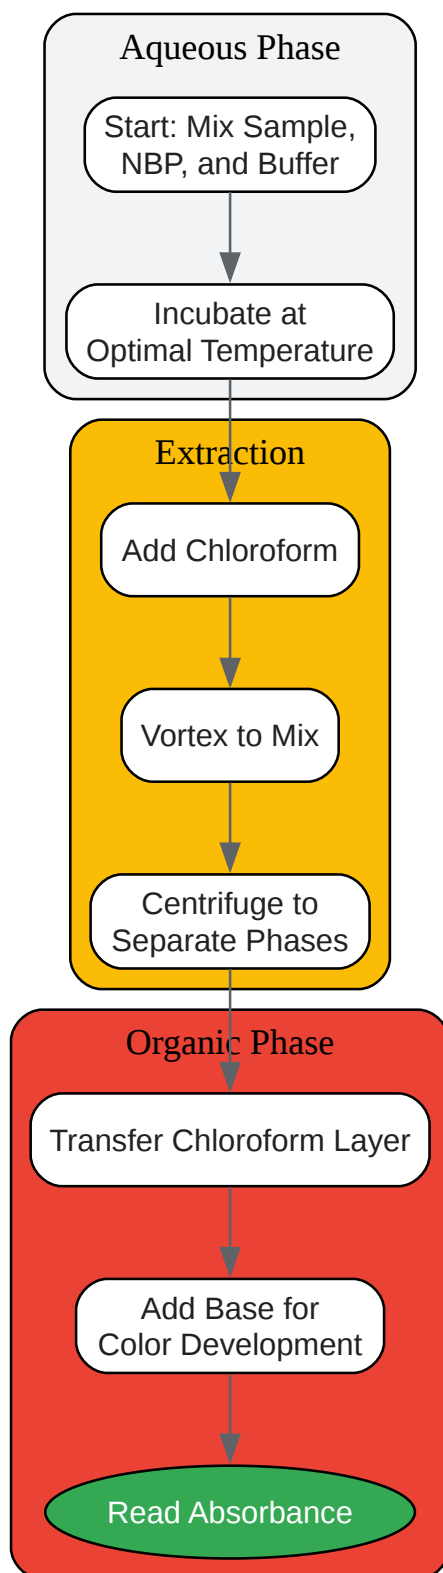 Aqueous Phase
Start: Mix Sample,
NBP, and Buffer
Incubate at
Optimal Temperature
Extraction
Add Chloroform
Vortex to Mix
Centrifuge to
Separate Phases
Organic Phase
Transfer Chloroform Layer
Add Base for
Color Development
Read Absorbance